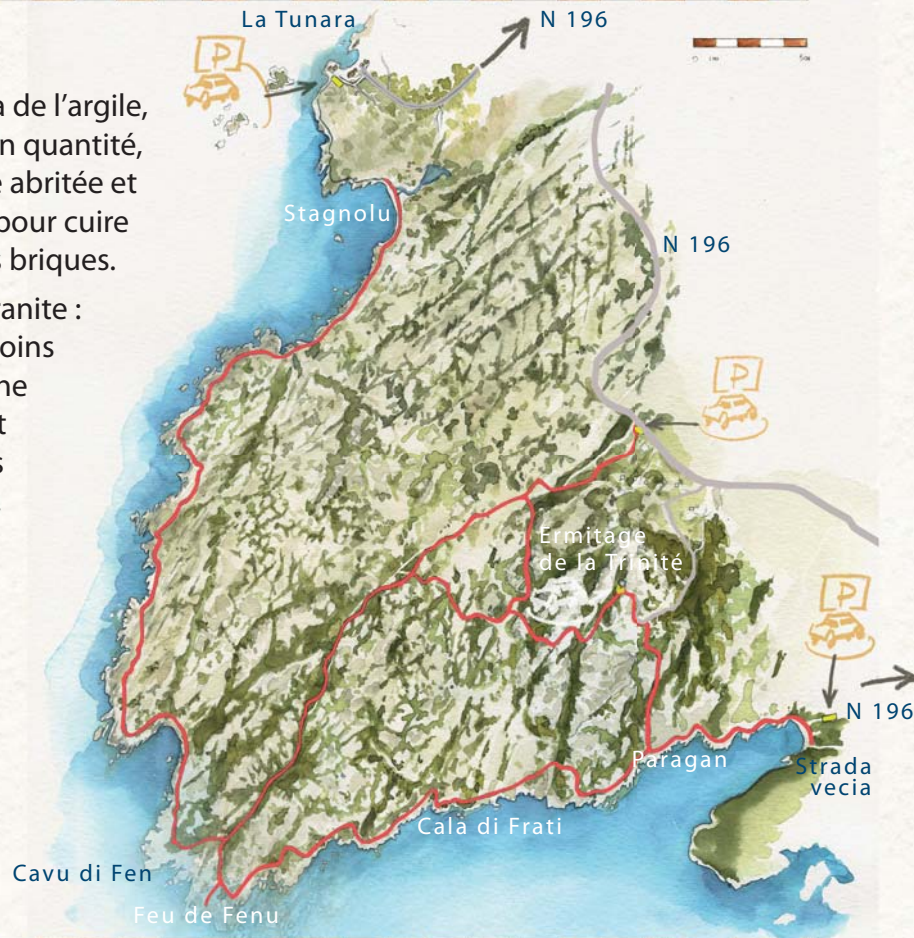 La Tunara
N 196
P
a de l'argile,
n quantité,
e abritée et
pour cuire
s briques.
ranite :
oins
ne
t
s
Stagnolu
N 196
P
Ermitage
de la Trinité
P
N 196
Paragan
Strada
vecia
Cala di Frati
Cavu di Fen
Feu de Fenu